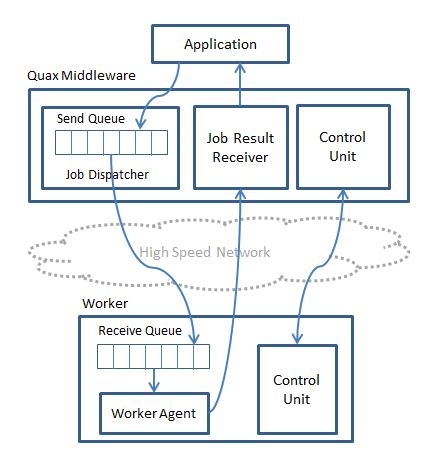 Application
Quax Middleware
Send Queue
Job Dispatcher
Job Result
Receiver
Control
Unit
High Speed Network
Worker
Receive Queue
Worker Agent
Control
Unit